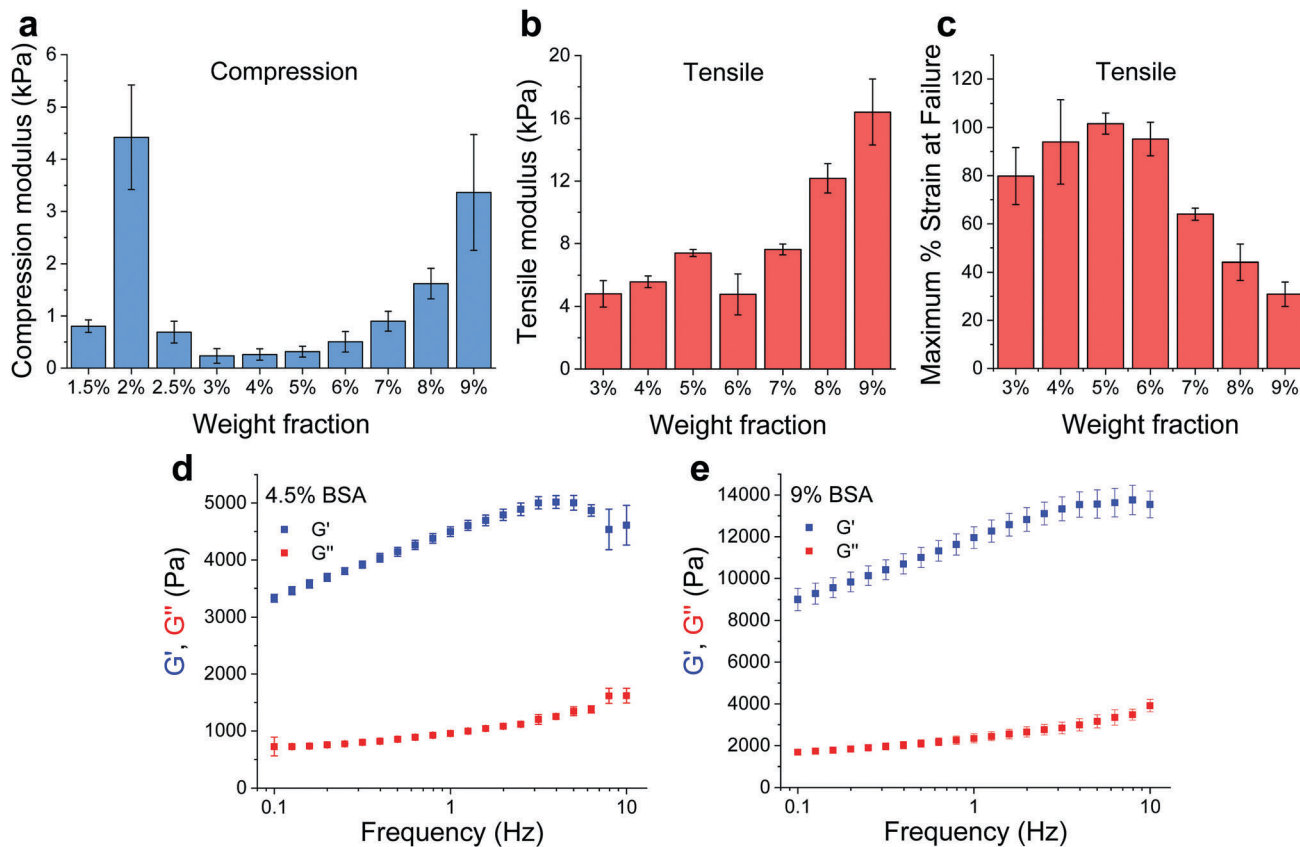 a
Compression
Compression modulus (kPa)
6
5
4
3
2
1
0
1.5% 2% 2.5% 3% 4% 5% 6% 7% 8% 9%
Weight fraction
b
Tensile
Tensile modulus (kPa)
20
16
12
8
4
0
3% 4% 5% 6% 7% 8% 9%
Weight fraction
c
Tensile
Maximum % Strain at Failure
120
100
80
60
40
20
0
3% 4% 5% 6% 7% 8% 9%
Weight fraction
d
4.5% BSA
G'
G''
G', G'' (Pa)
5000
4000
3000
2000
1000
0
0.1 1 10
Frequency (Hz)
e
9% BSA
G'
G''
G', G'' (Pa)
14000
12000
10000
8000
6000
4000
2000
0
0.1 1 10
Frequency (Hz)